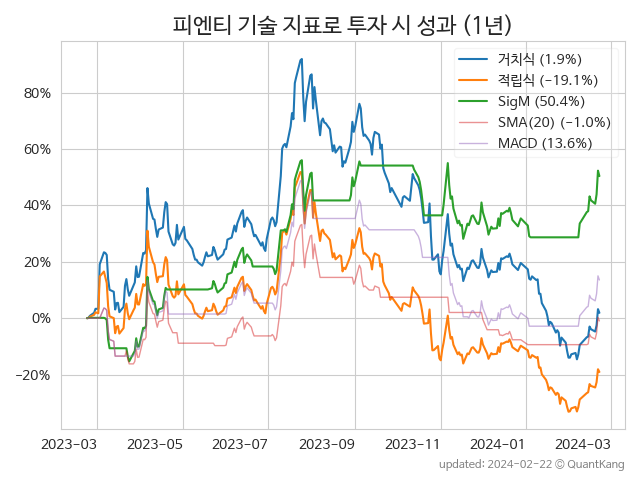 피엔티 기술 지표로 투자 시 성과 (1년)
거치식 (1.9%)
적립식 (−19.1%)
SigM (50.4%)
SMA(20) (−1.0%)
MACD (13.6%)
80%
60%
40%
20%
0%
−20%
2023-03
2023-05
2023-07
2023-09
2023-11
2024-01
2024-03
updated: 2024-02-22 ⓒ QuantKang